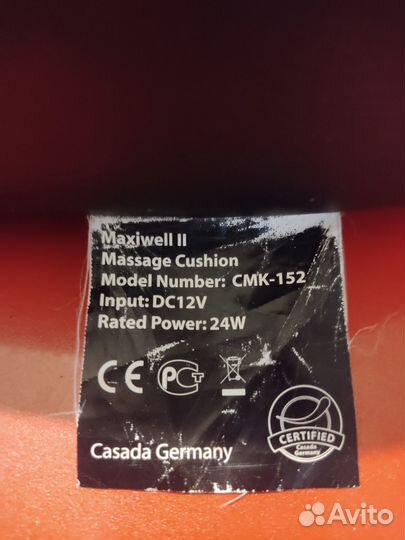 Maxiwell II
Massage Cushion
Model Number: CMK-152
Input: DC12V
Rated Power: 24W
CE PCT
CERTIFIED
Casada
Germany
Casada Germany
Avito